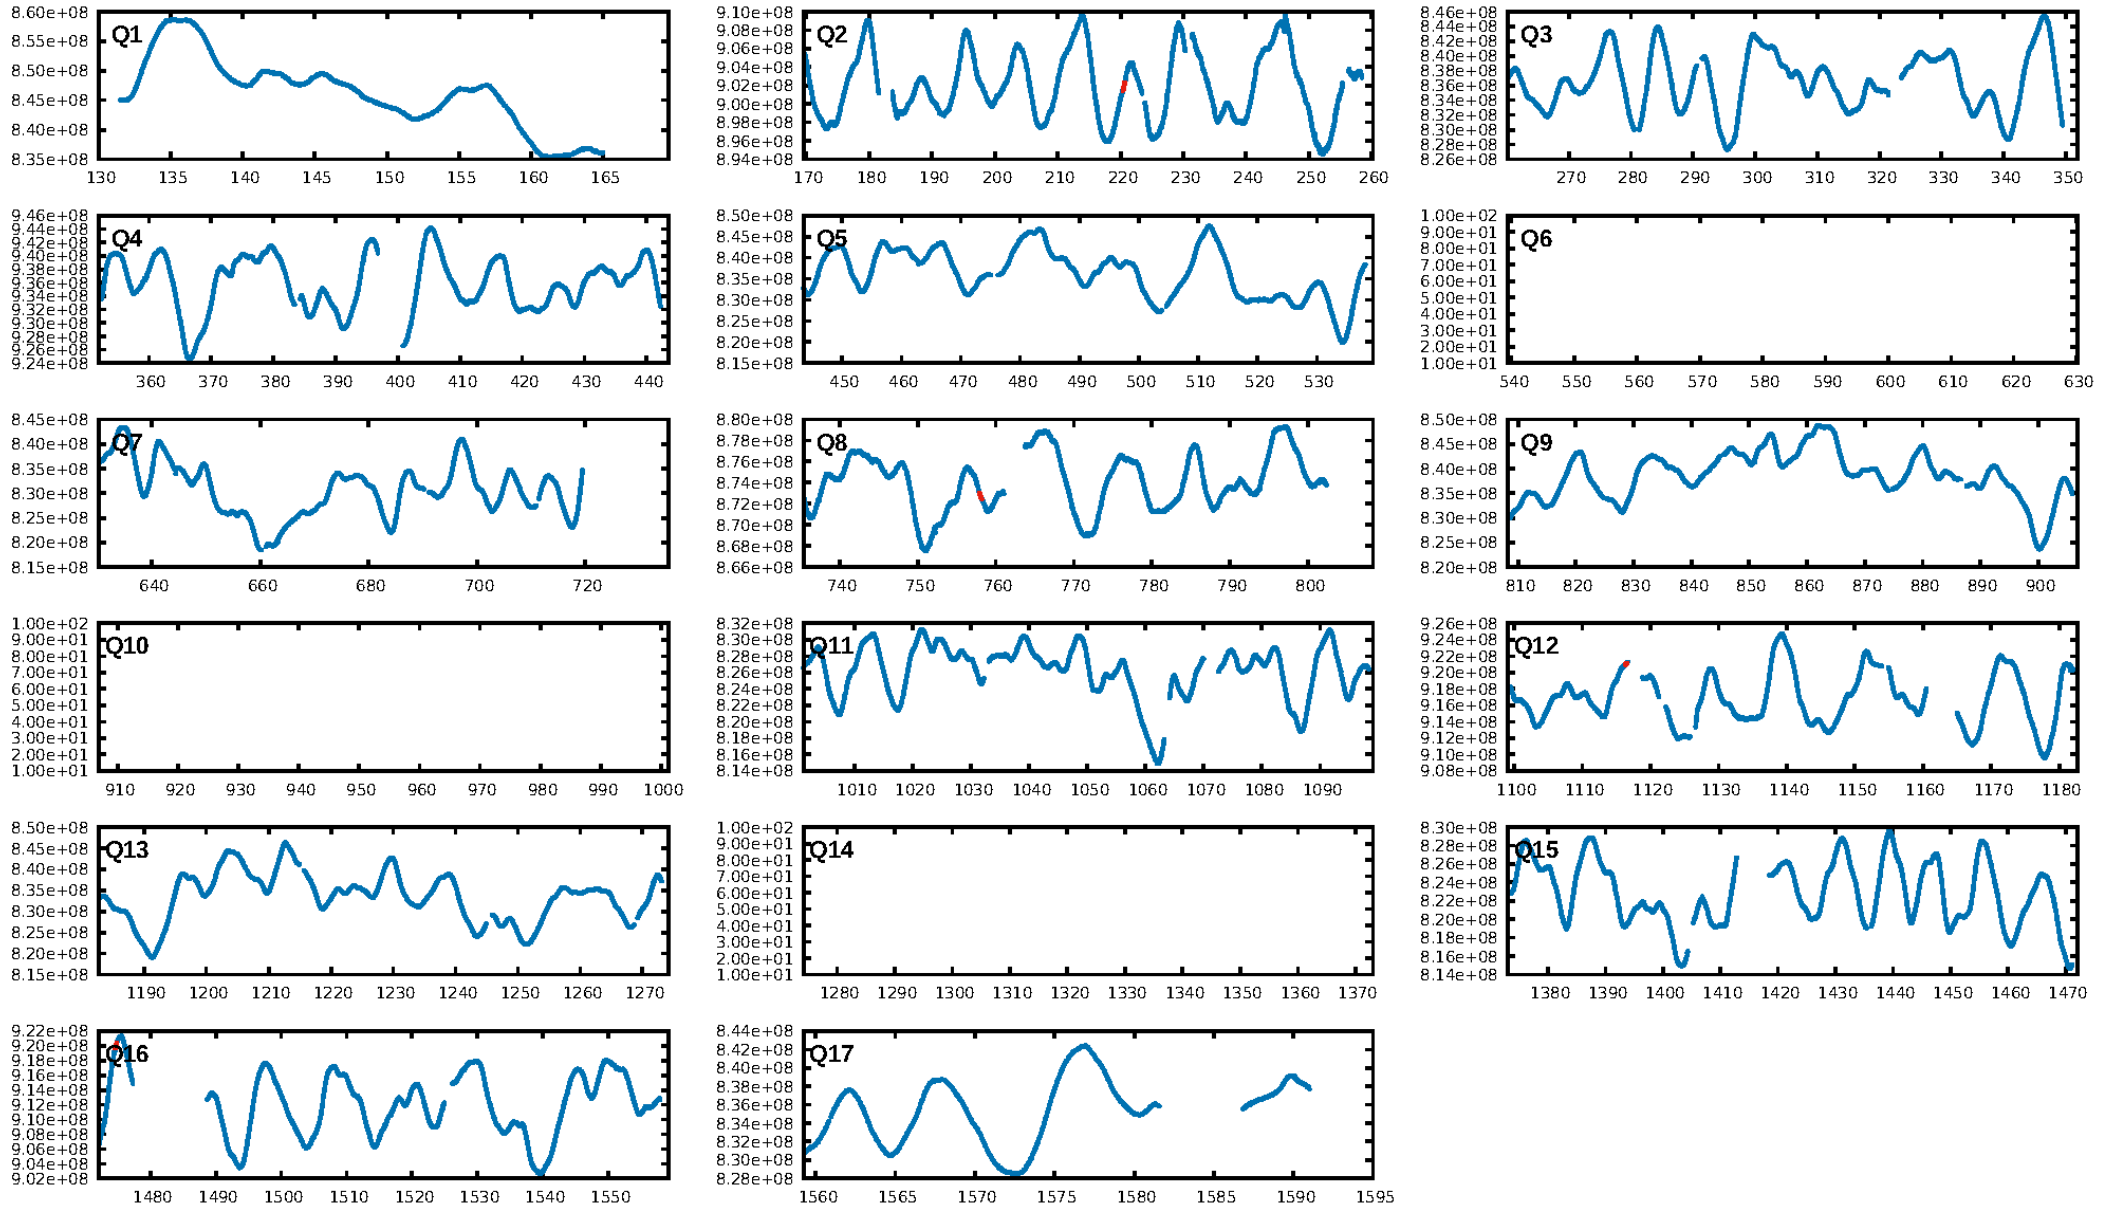 8.60e+08
8.55e+08
8.50e+08
8.45e+08
8.40e+08
8.35e+08
Q1
130 135 140 145 150 155 160 165
9.10e+08
9.08e+08
9.06e+08
9.04e+08
9.02e+08
9.00e+08
8.98e+08
8.96e+08
8.94e+08
Q2
170 180 190 200 210 220 230 240 250 260
8.46e+08
8.44e+08
8.42e+08
8.40e+08
8.38e+08
8.36e+08
8.34e+08
8.32e+08
8.30e+08
8.28e+08
8.26e+08
Q3
270 280 290 300 310 320 330 340 350
9.46e+08
9.44e+08
9.42e+08
9.40e+08
9.38e+08
9.36e+08
9.34e+08
9.32e+08
9.30e+08
9.28e+08
9.26e+08
9.24e+08
Q4
360 370 380 390 400 410 420 430 440
8.50e+08
8.45e+08
8.40e+08
8.35e+08
8.30e+08
8.25e+08
8.20e+08
8.15e+08
Q5
450 460 470 480 490 500 510 520 530
1.00e+02
9.00e+01
8.00e+01
7.00e+01
6.00e+01
5.00e+01
4.00e+01
3.00e+01
2.00e+01
1.00e+01
Q6
540 550 560 570 580 590 600 610 620 630
8.45e+08
8.40e+08
8.35e+08
8.30e+08
8.25e+08
8.20e+08
8.15e+08
Q7
640 660 680 700 720
8.80e+08
8.78e+08
8.76e+08
8.74e+08
8.72e+08
8.70e+08
8.68e+08
8.66e+08
Q8
740 750 760 770 780 790 800
8.50e+08
8.45e+08
8.40e+08
8.35e+08
8.30e+08
8.25e+08
8.20e+08
Q9
810 820 830 840 850 860 870 880 890 900
1.00e+02
9.00e+01
8.00e+01
7.00e+01
6.00e+01
5.00e+01
4.00e+01
3.00e+01
2.00e+01
1.00e+01
Q10
910 920 930 940 950 960 970 980 990 1000
8.32e+08
8.30e+08
8.28e+08
8.26e+08
8.24e+08
8.22e+08
8.20e+08
8.18e+08
8.16e+08
8.14e+08
Q11
1010 1020 1030 1040 1050 1060 1070 1080 1090
9.26e+08
9.24e+08
9.22e+08
9.20e+08
9.18e+08
9.16e+08
9.14e+08
9.12e+08
9.10e+08
9.08e+08
Q12
1100 1110 1120 1130 1140 1150 1160 1170 1180
8.50e+08
8.45e+08
8.40e+08
8.35e+08
8.30e+08
8.25e+08
8.20e+08
8.15e+08
Q13
1190 1200 1210 1220 1230 1240 1250 1260 1270
1.00e+02
9.00e+01
8.00e+01
7.00e+01
6.00e+01
5.00e+01
4.00e+01
3.00e+01
2.00e+01
1.00e+01
Q14
1280 1290 1300 1310 1320 1330 1340 1350 1360 1370
8.30e+08
8.28e+08
8.26e+08
8.24e+08
8.22e+08
8.20e+08
8.18e+08
8.16e+08
8.14e+08
Q15
1380 1390 1400 1410 1420 1430 1440 1450 1460 1470
9.22e+08
9.20e+08
9.18e+08
9.16e+08
9.14e+08
9.12e+08
9.10e+08
9.08e+08
9.06e+08
9.04e+08
9.02e+08
Q16
1480 1490 1500 1510 1520 1530 1540 1550
8.44e+08
8.42e+08
8.40e+08
8.38e+08
8.36e+08
8.34e+08
8.32e+08
8.30e+08
8.28e+08
Q17
1560 1565 1570 1575 1580 1585 1590 1595